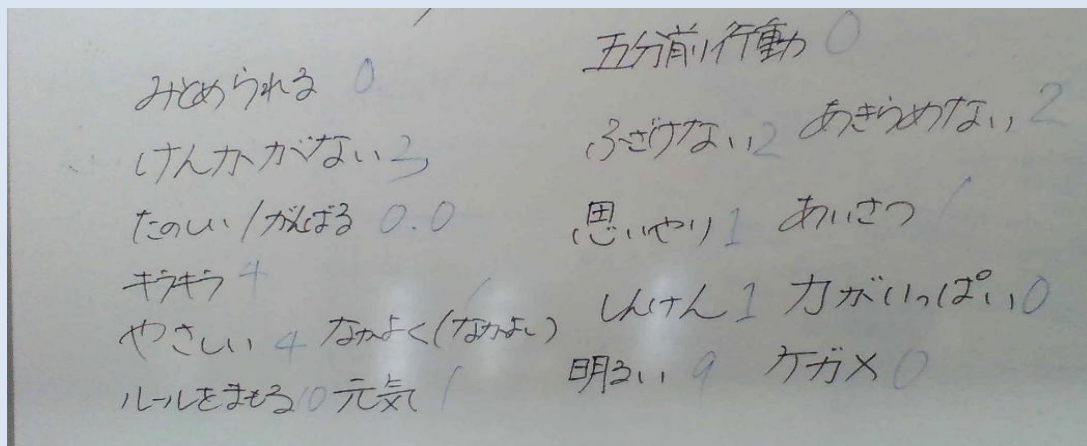 みとめられる 0
けんかがない 3
たのしい/がんばる 0.0
キラキラ 4
やさしい 4 なかよく(なかよい) 1
ルールをまもる 10 元気 1
五分前行動 0
ふざけない 2 あきらめない 2
思いやり 1 あいさつ 1
しんけん 1 力がいっぱい 0
明るい 9 ケガ× 0